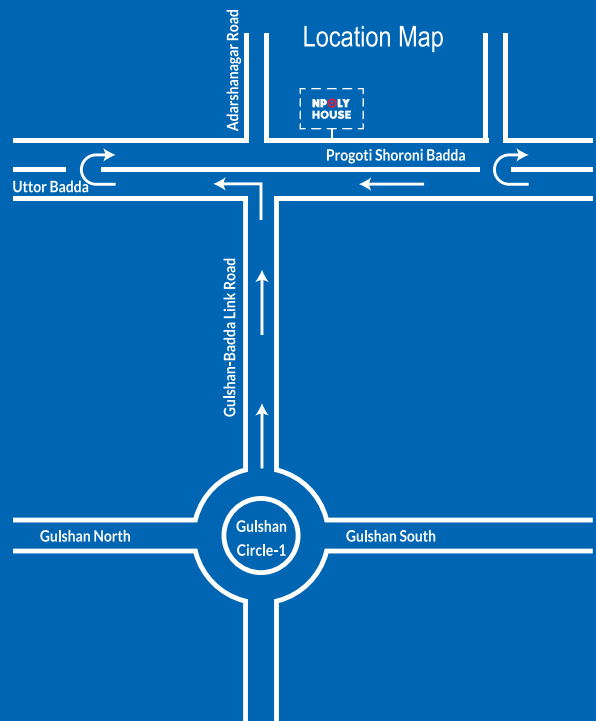 Location Map
Adarshanagar Road
NPOLY
HOUSE
Progoti Shoroni Badda
Uttor Badda
Gulshan-Badda Link Road
Gulshan North
Gulshan
Circle-1
Gulshan South